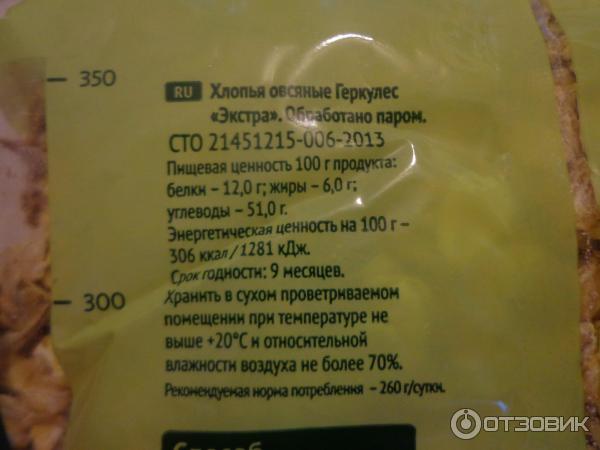 350
RU Хлопья овсяные Геркулес
«Экстра». Обработано паром.
СТО 21451215-006-2013
Пищевая ценность 100 г продукта:
белки – 12,0 г; жиры – 6,0 г;
углеводы – 51,0 г.
Энергетическая ценность на 100 г –
306 ккал / 1281 кДж.
Срок годности: 9 месяцев.
300
Хранить в сухом проветриваемом
помещении при температуре не
выше +20°C и относительной
влажности воздуха не более 70%.
Рекомендуемая норма потребления – 260 г/сутки.
ОТЗОВИК